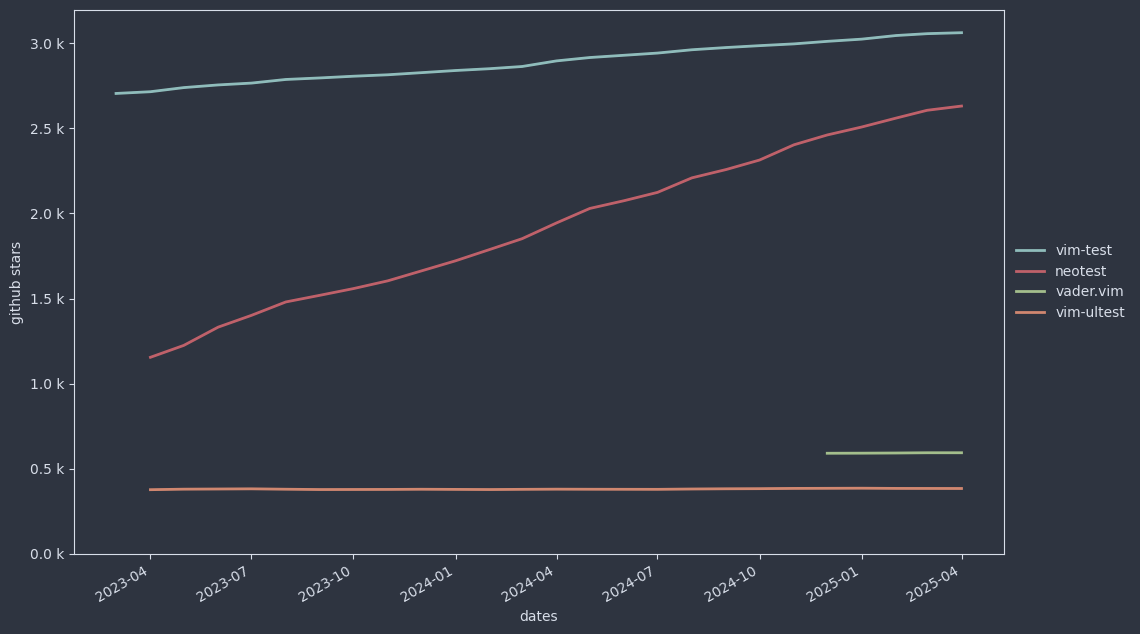 3.0 k
2.5 k
2.0 k
1.5 k
1.0 k
0.5 k
0.0 k
github stars
2023-04
2023-07
2023-10
2024-01
2024-04
2024-07
2024-10
2025-01
2025-04
dates
vim-test
neotest
vader.vim
vim-ultest